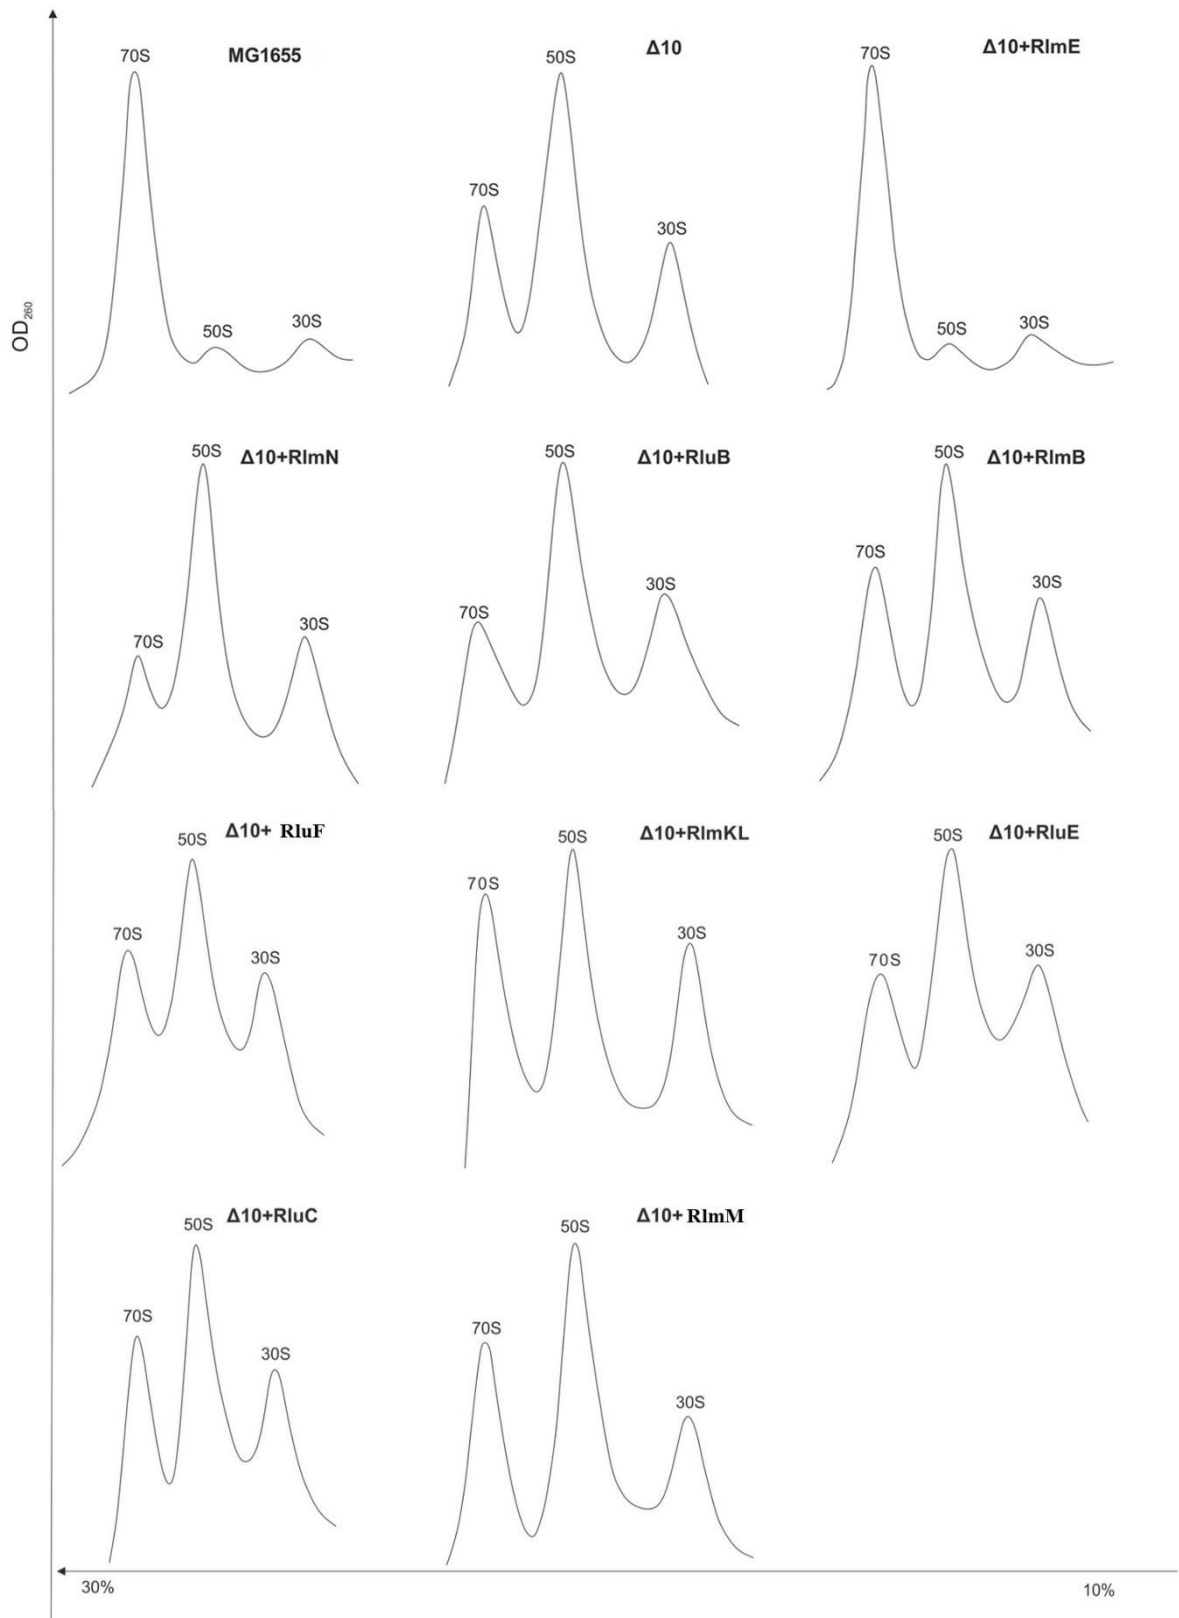 70S
MG1655
50S
30S
70S
50S
Δ10
30S
70S
Δ10+RlmE
50S
30S
OD260
50S
Δ10+RlmN
70S
30S
50S
Δ10+RluB
70S
30S
50S
Δ10+RlmB
70S
30S
Δ10+ RluF
50S
70S
30S
Δ10+RlmKL
50S
70S
30S
50S
Δ10+RluE
70S
30S
50S
Δ10+RluC
70S
30S
50S
Δ10+ RlmM
70S
30S
30%
10%